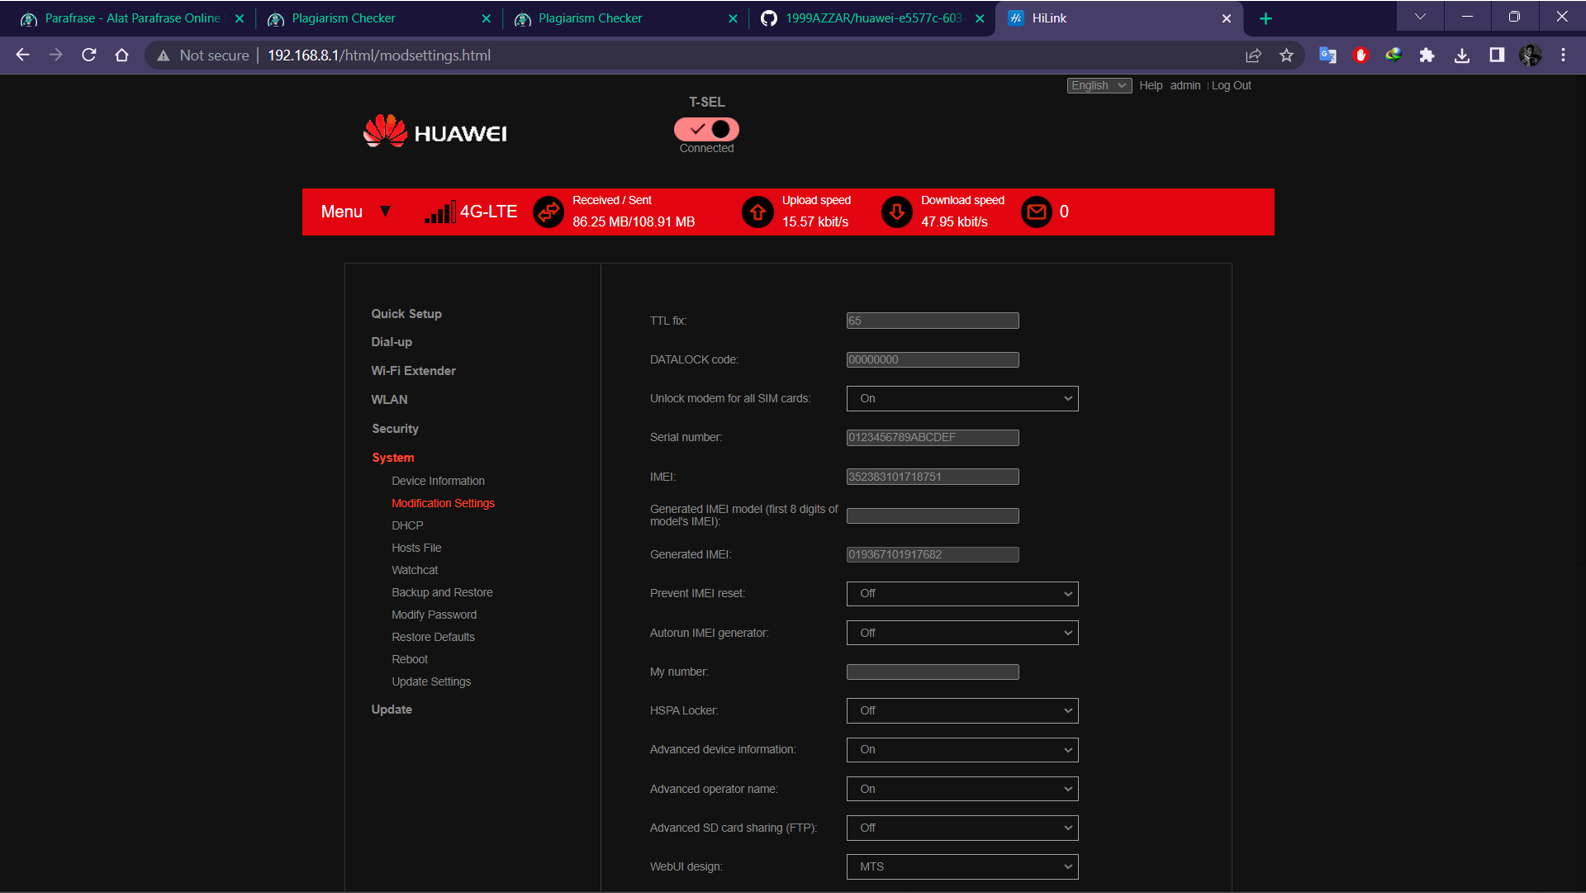 Parafrase - Alat Parafrase Online
Plagiarism Checker
Plagiarism Checker
1999AZZAR/huawei-e5577c-603
HiLink
Not secure
192.168.8.1/html/modsettings.html
English
Help
admin
Log Out
T-SEL
HUAWEI
Connected
Menu
4G-LTE
Received / Sent
86.25 MB/108.91 MB
Upload speed
15.57 kbit/s
Download speed
47.95 kbit/s
0
Quick Setup
Dial-up
Wi-Fi Extender
WLAN
Security
System
Device Information
Modification Settings
DHCP
Hosts File
Watchcat
Backup and Restore
Modify Password
Restore Defaults
Reboot
Update Settings
Update
TTL fix:
65
DATALOCK code:
00000000
Unlock modem for all SIM cards:
On
Serial number:
0123456789ABCDEF
IMEI:
352383101718751
Generated IMEI model (first 8 digits of
model's IMEI):
Generated IMEI:
019367101917682
Prevent IMEI reset:
Off
Autorun IMEI generator:
Off
My number:
HSPA Locker:
Off
Advanced device information:
On
Advanced operator name:
On
Advanced SD card sharing (FTP):
Off
WebUI design:
MTS